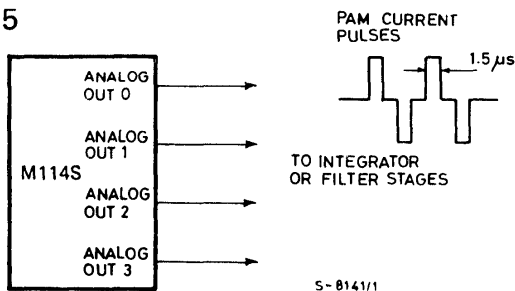 5
PAM CURRENT
PULSES
1.5 µs
ANALOG
OUT 0
ANALOG
OUT 1
M114S
ANALOG
OUT 2
ANALOG
OUT 3
TO INTEGRATOR
OR FILTER STAGES
S-8141/1